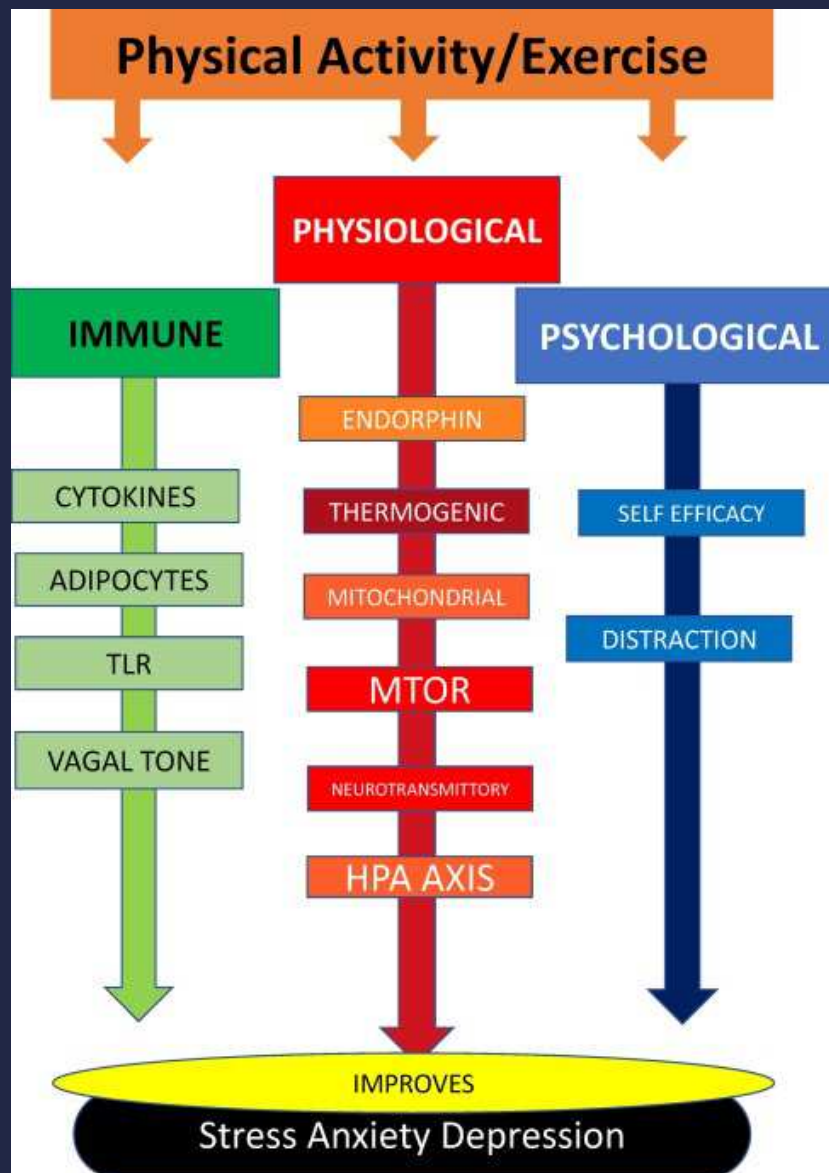 Physical Activity/Exercise
PHYSIOLOGICAL
IMMUNE
PSYCHOLOGICAL
ENDORPHIN
CYTOKINES
THERMOGENIC
SELF EFFICACY
ADIPOCYTES
MITOCHONDRIAL
DISTRACTION
TLR
MTOR
VAGAL TONE
NEUROTRANSMITTORY
HPA AXIS
IMPROVES
Stress Anxiety Depression